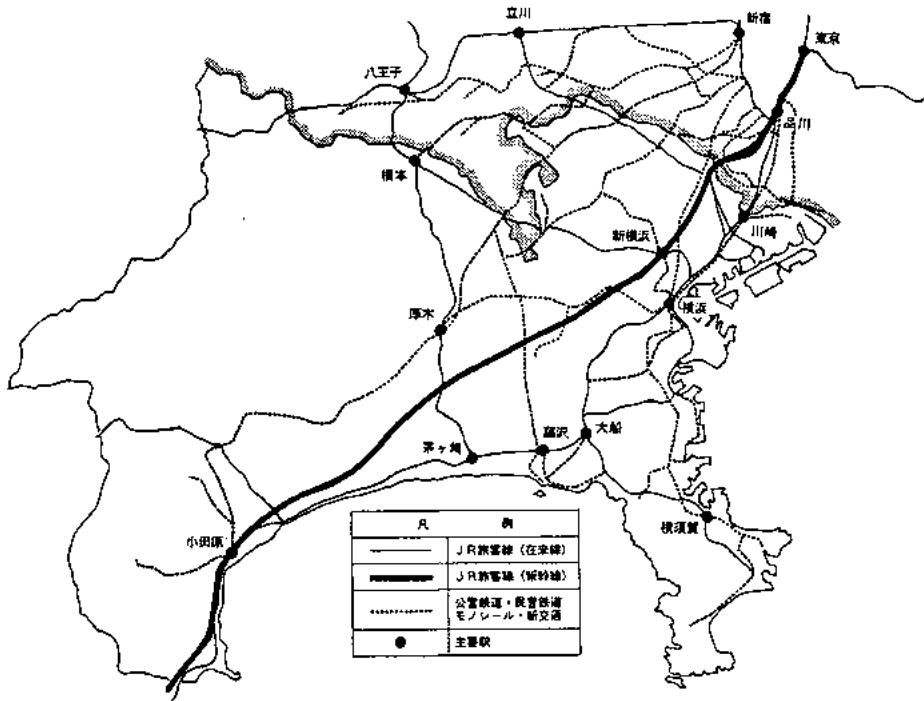 立川
新宿
東京
八王子
品川
橋本
川崎
新横浜
横浜
厚木
大船
藤沢
茅ヶ崎
横須賀
小田原
凡 例
JR旅客線（在来線）
JR旅客線（新幹線）
公営鉄道・民営鉄道
モノレール・新交通
主要駅